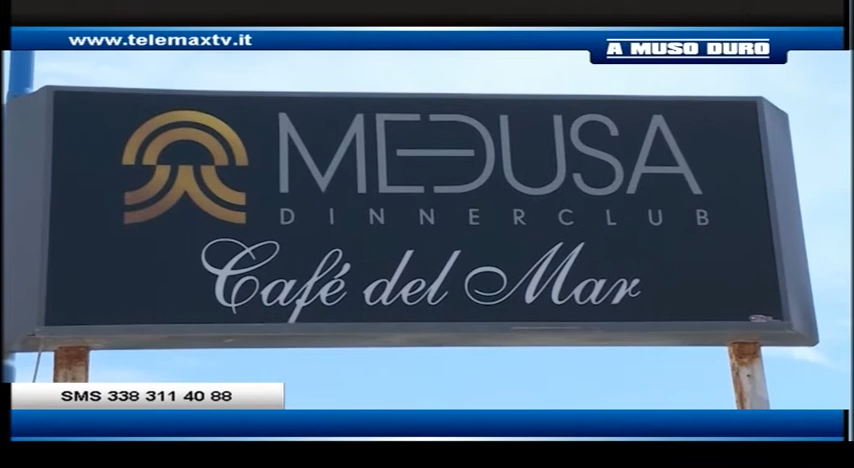 www.telemaxtv.it
A MUSO DURO
MEDUSA
DINNERCLUB
Café del Mar
SMS 338 311 40 88